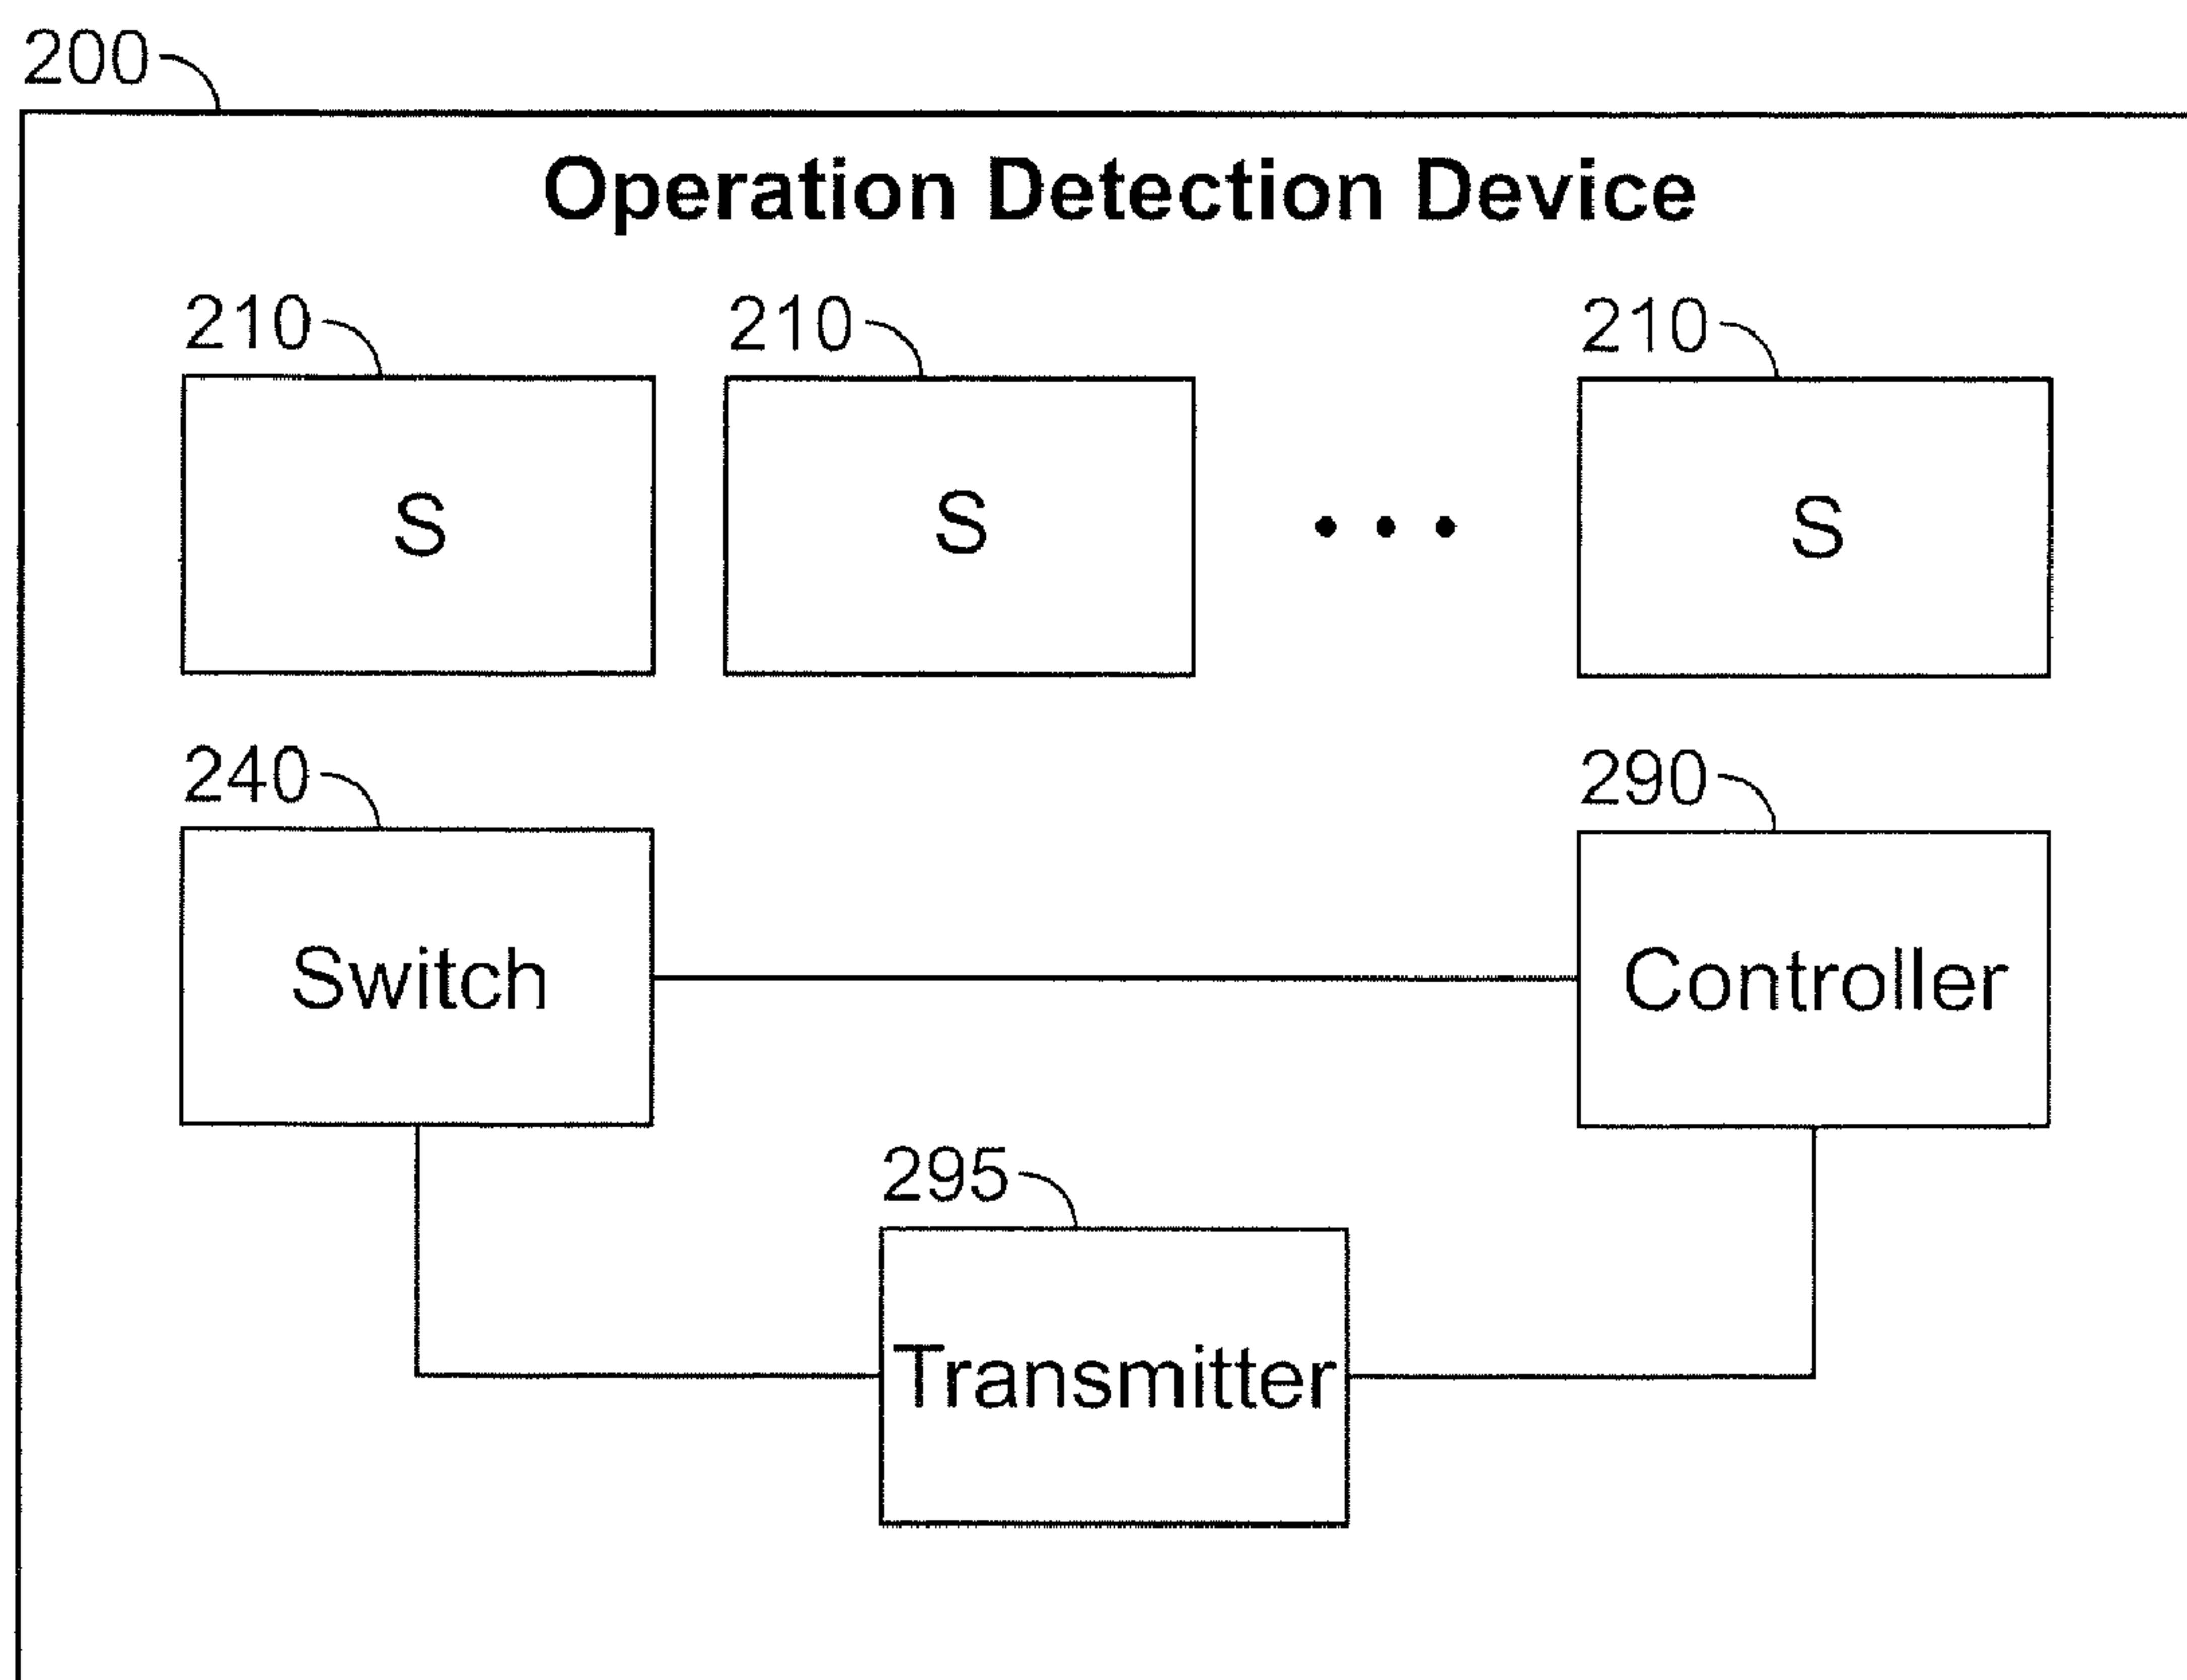 200
Operation Detection Device
210 210 210
S S • • • S
240 290
Switch Controller
295
Transmitter